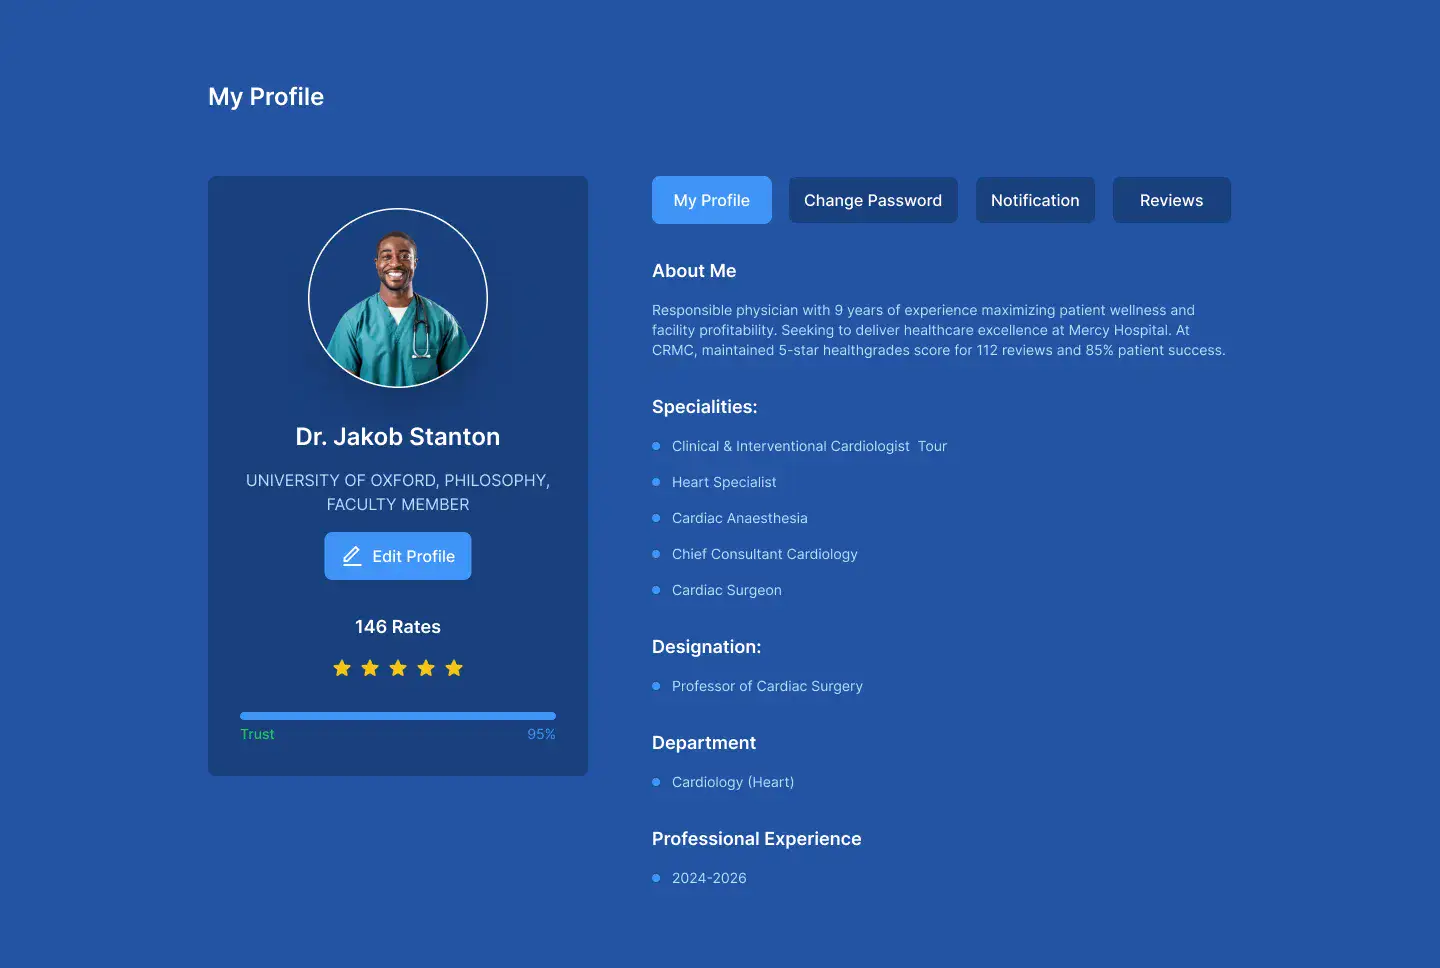 My Profile
Dr. Jakob Stanton
UNIVERSITY OF OXFORD, PHILOSOPHY,
FACULTY MEMBER
Edit Profile
146 Rates
Trust 95%
My Profile Change Password Notification Reviews
About Me
Responsible physician with 9 years of experience maximizing patient wellness and
facility profitability. Seeking to deliver healthcare excellence at Mercy Hospital. At
CRMC, maintained 5-star healthgrades score for 112 reviews and 85% patient success.
Specialities:
Clinical & Interventional Cardiologist  Tour
Heart Specialist
Cardiac Anaesthesia
Chief Consultant Cardiology
Cardiac Surgeon
Designation:
Professor of Cardiac Surgery
Department
Cardiology (Heart)
Professional Experience
2024-2026